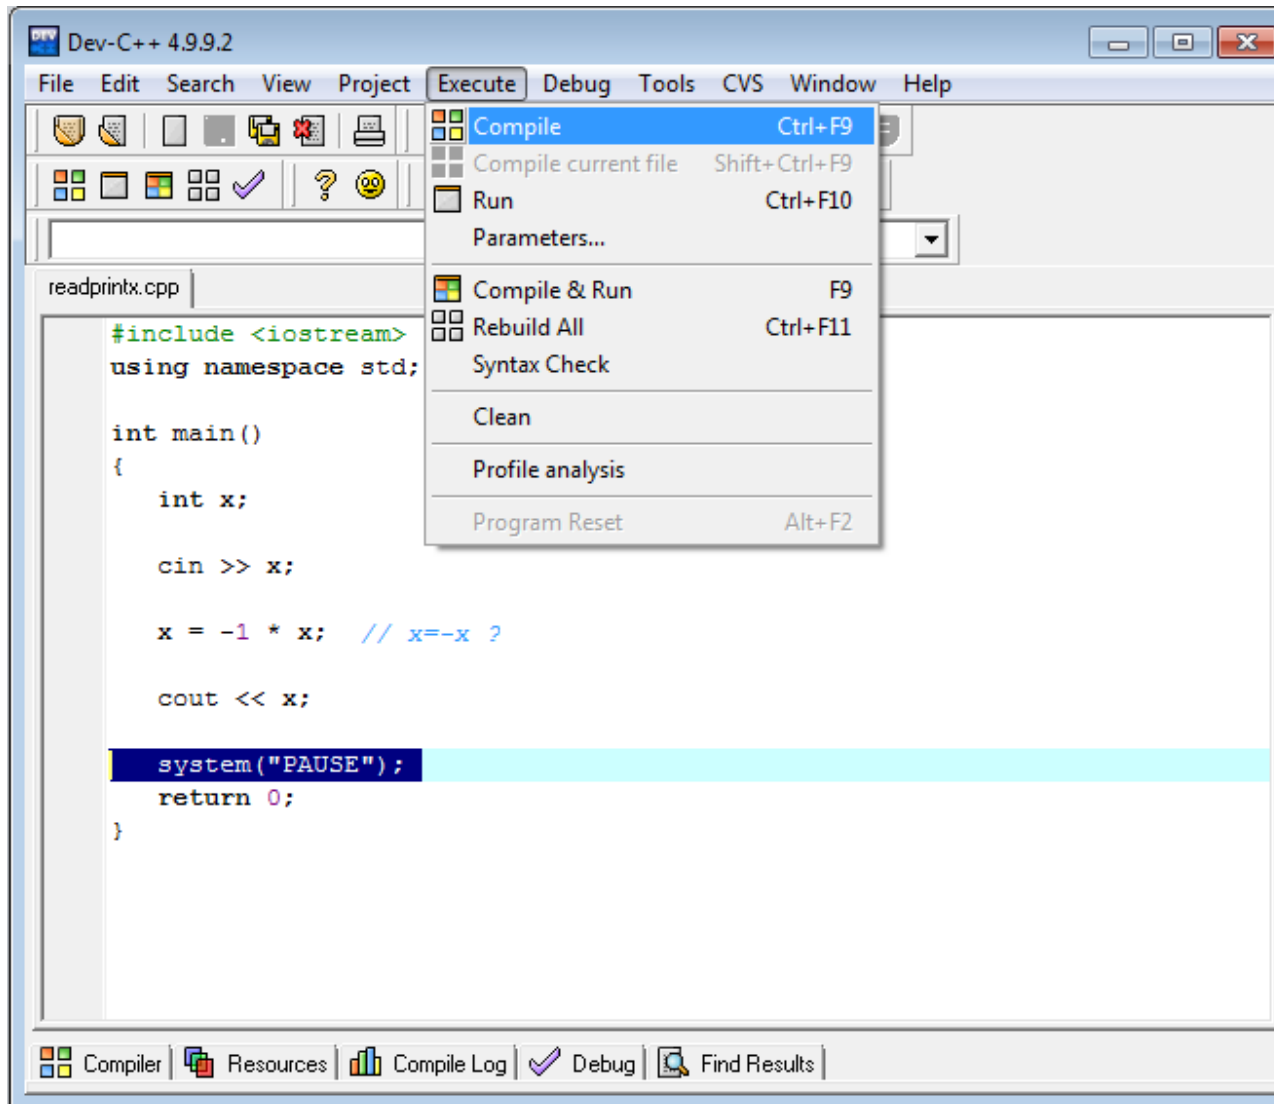 DEV Dev-C++ 4.9.9.2
File Edit Search View Project Execute Debug Tools CVS Window Help
Compile Ctrl+F9
Compile current file Shift+Ctrl+F9
Run Ctrl+F10
Parameters...
Compile & Run F9
Rebuild All Ctrl+F11
Syntax Check
Clean
Profile analysis
Program Reset Alt+F2
readprintx.cpp
#include <iostream>
using namespace std;
int main()
{
int x;
cin >> x;
x = -1 * x; // x=-x ?
cout << x;
system("PAUSE");
return 0;
}
Compiler Resources Compile Log Debug Find Results